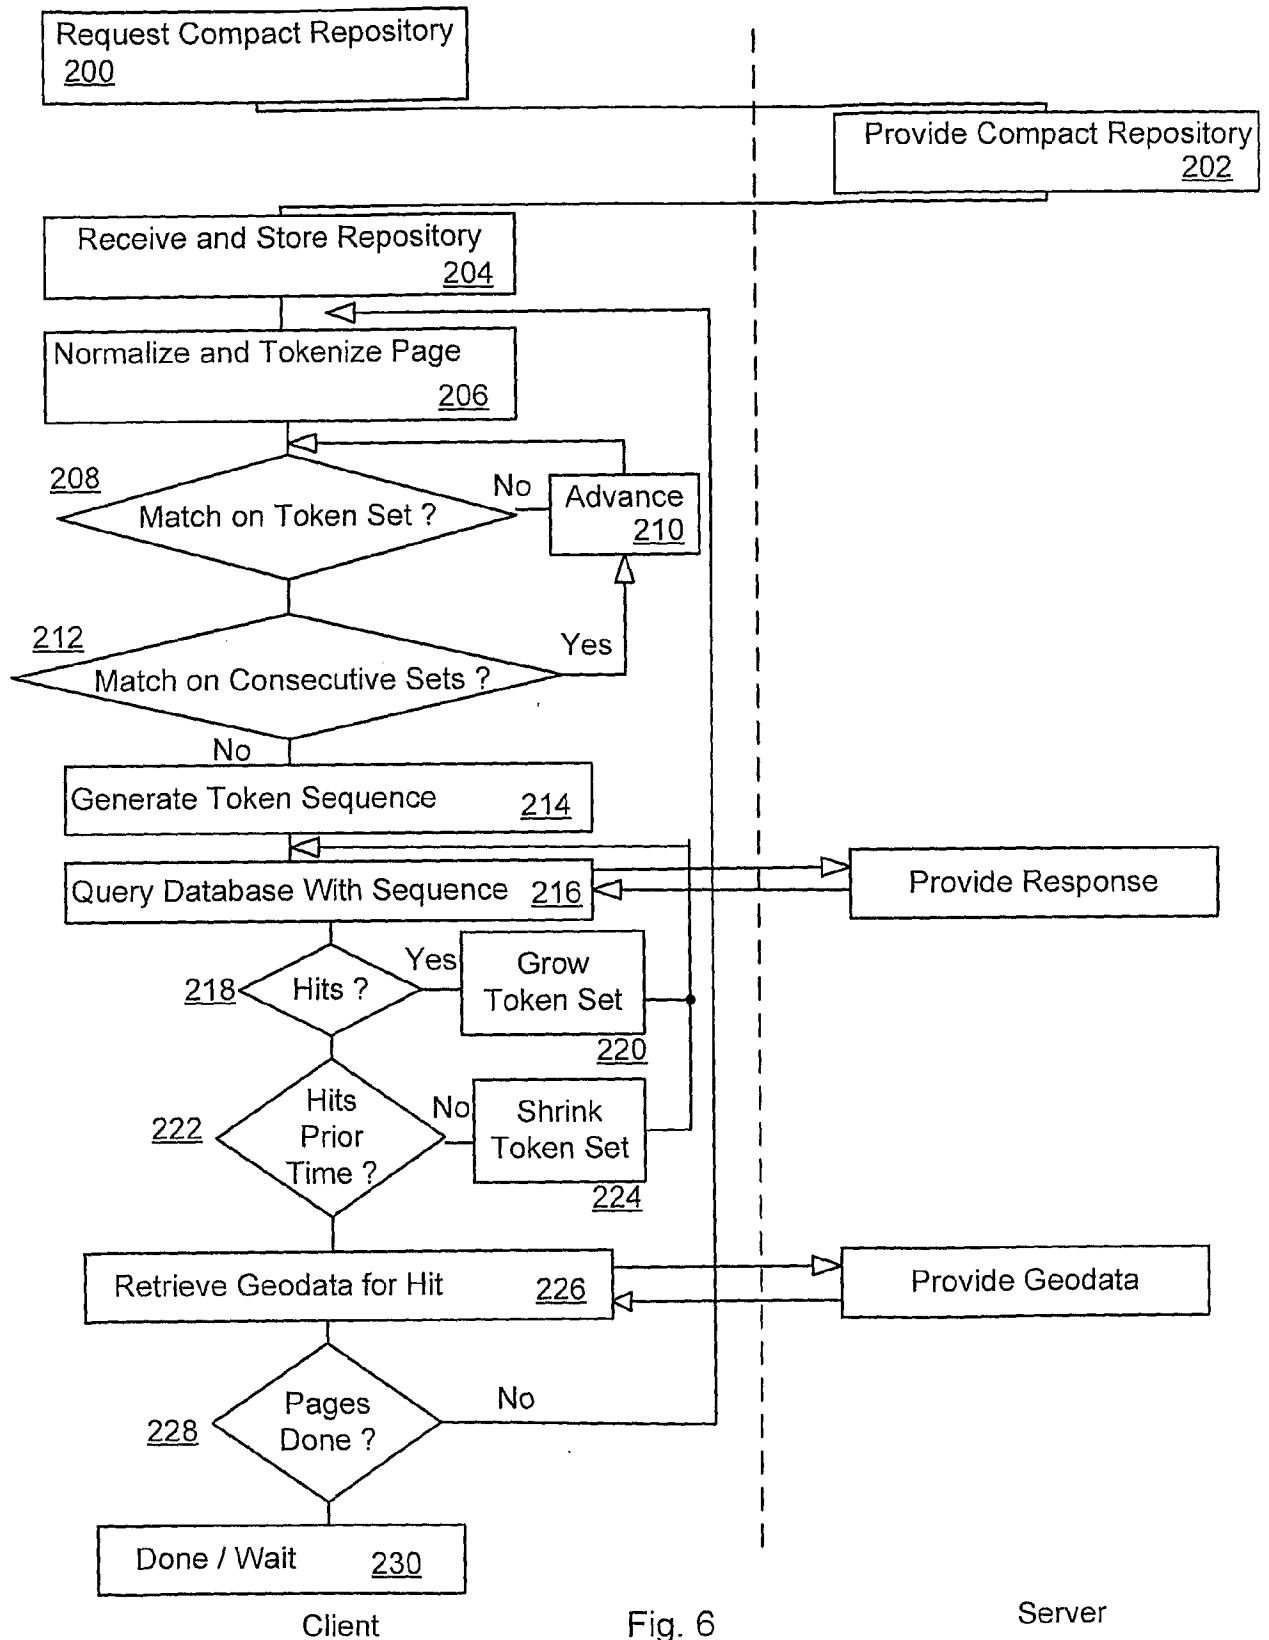 Request Compact Repository
200
Provide Compact Repository
202
Receive and Store Repository
204
Normalize and Tokenize Page
206
208
Match on Token Set ?
No
Advance
210
212
Match on Consecutive Sets ?
Yes
No
Generate Token Sequence 214
Query Database With Sequence 216
Provide Response
218
Hits ?
Yes
Grow
Token Set
220
222
Hits
Prior
Time ?
No
Shrink
Token Set
224
Retrieve Geodata for Hit 226
Provide Geodata
228
Pages
Done ?
No
Done / Wait 230
Client
Fig. 6
Server